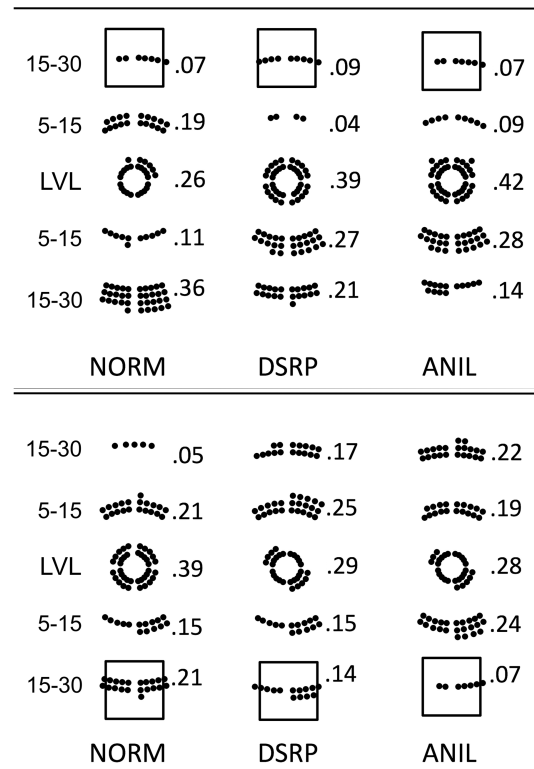 15-30 .07 .09 .07
5-15 .19 .04 .09
LVL .26 .39 .42
5-15 .11 .27 .28
15-30 .36 .21 .14
NORM DSRP ANIL
15-30 .05 .17 .22
5-15 .21 .25 .19
LVL .39 .29 .28
5-15 .15 .15 .24
15-30 .21 .14 .07
NORM DSRP ANIL